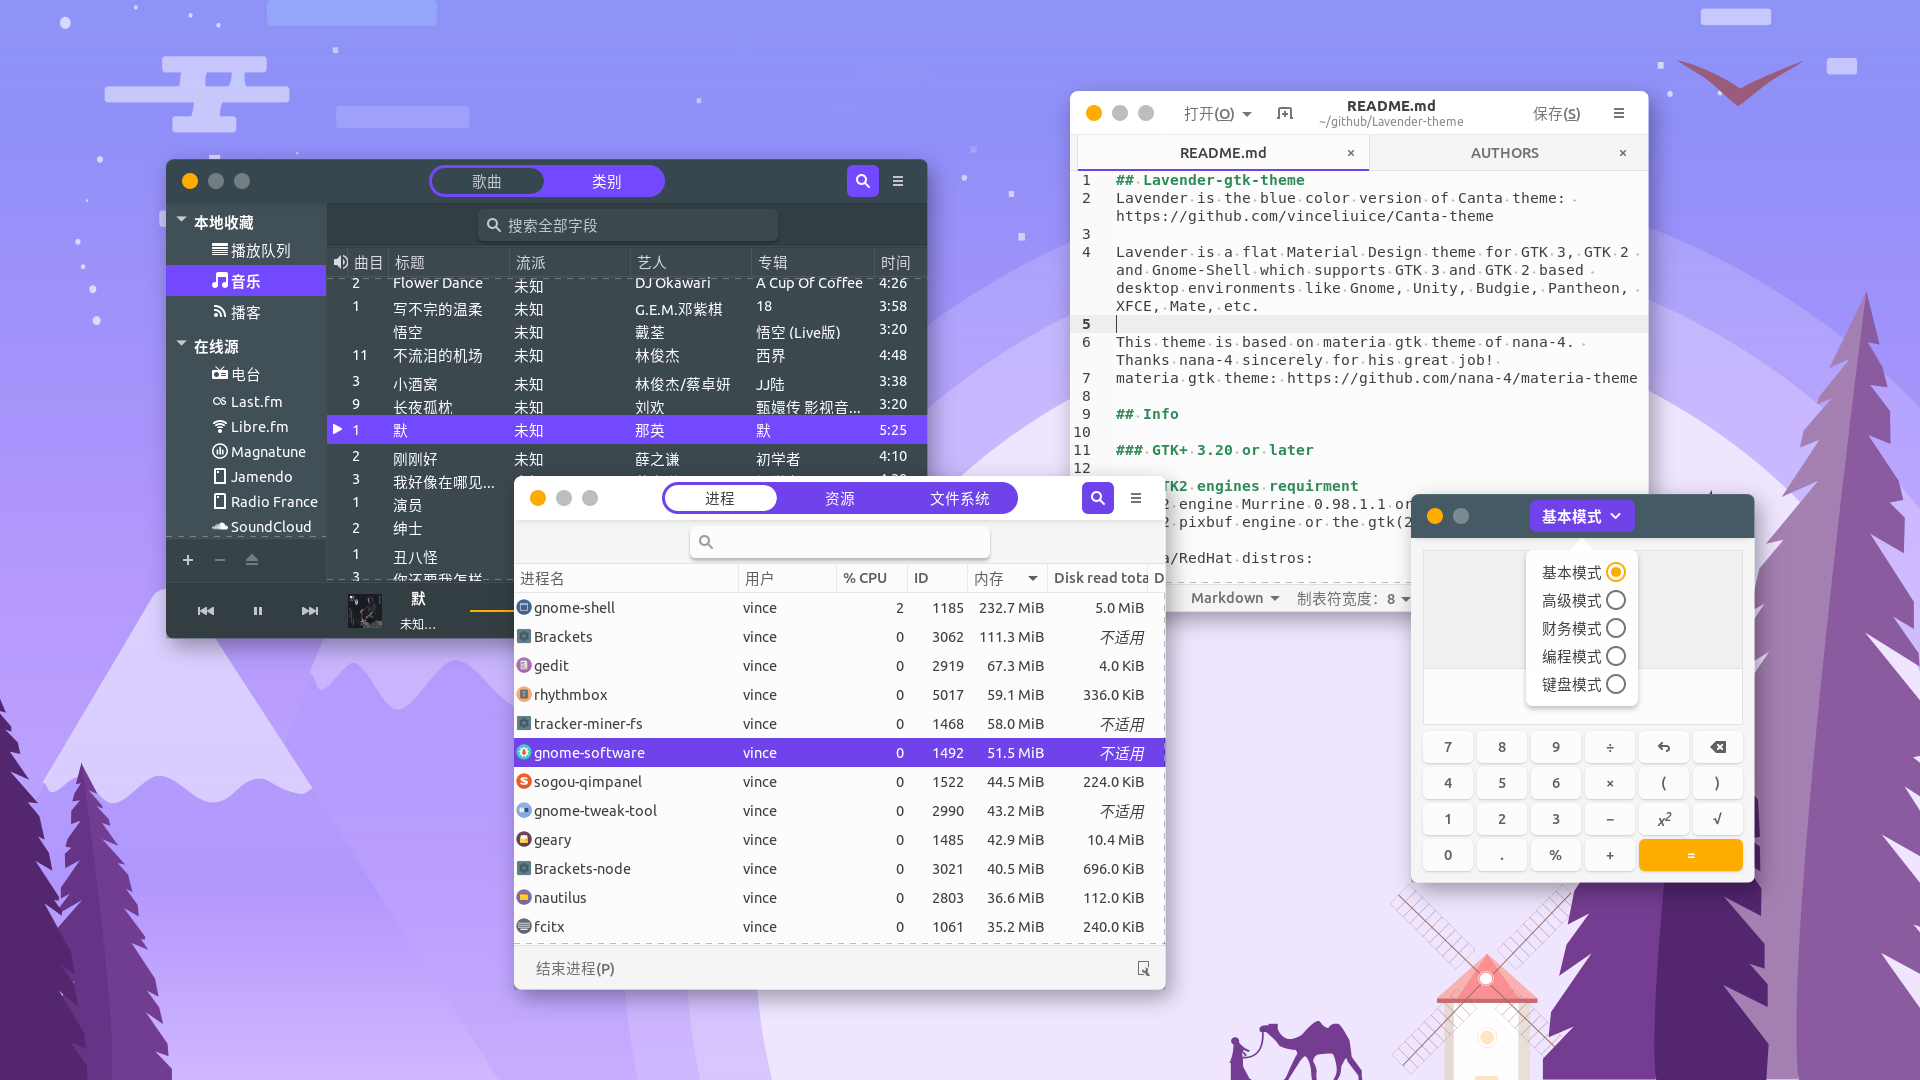 歌曲 类别
搜索全部字段
本地收藏
播放队列
音乐
播客
在线源
电台
Last.fm
Libre.fm
Magnatune
Jamendo
Radio France
SoundCloud
曲目 标题 流派 艺人 专辑 时间
2 Flower Dance 未知 DJ Okawari A Cup Of Coffee 4:26
1 写不完的温柔 未知 G.E.M.邓紫棋 18 3:58
悟空 未知 戴荃 悟空 (Live版) 3:20
11 不流泪的机场 未知 林俊杰 西界 4:48
3 小酒窝 未知 林俊杰/蔡卓妍 JJ陆 3:38
9 长夜孤枕 未知 刘欢 甄嬛传 影视音... 3:20
1 默 未知 那英 默 5:25
2 刚刚好 未知 薛之谦 初学者 4:10
3 我好像在哪见...
1 演员
2 绅士
1 丑八怪
3 你还要我怎样
默
未知...
打开(O)
README.md
~/github/Lavender-theme
保存(S)
README.md × AUTHORS ×
1 ## Lavender-gtk-theme
2 Lavender is the blue color version of Canta theme:
https://github.com/vinceliuice/Canta-theme
3
4 Lavender is a flat Material Design theme for GTK 3, GTK 2
and Gnome-Shell which supports GTK 3 and GTK 2 based
desktop environments like Gnome, Unity, Budgie, Pantheon,
XFCE, Mate, etc.
5
6 This theme is based on materia gtk theme of nana-4.
Thanks nana-4 sincerely for his great job!
7 materia gtk theme: https://github.com/nana-4/materia-theme
8
9 ## Info
10
11 ### GTK+ 3.20 or later
12
TK2 engines requirment
engine Murrine 0.98.1.1 or
pixbuf engine or the gtk(2
a/RedHat distros:
Markdown 制表符宽度: 8
进程 资源 文件系统
进程名 用户 % CPU ID 内存 Disk read tota D
gnome-shell vince 2 1185 232.7 MiB 5.0 MiB
Brackets vince 0 3062 111.3 MiB 不适用
gedit vince 0 2919 67.3 MiB 4.0 KiB
rhythmbox vince 0 5017 59.1 MiB 336.0 KiB
tracker-miner-fs vince 0 1468 58.0 MiB 不适用
gnome-software vince 0 1492 51.5 MiB 不适用
sogou-qimpanel vince 0 1522 44.5 MiB 224.0 KiB
gnome-tweak-tool vince 0 2990 43.2 MiB 不适用
geary vince 0 1485 42.9 MiB 10.4 MiB
Brackets-node vince 0 3021 40.5 MiB 696.0 KiB
nautilus vince 0 2803 36.6 MiB 112.0 KiB
fcitx vince 0 1061 35.2 MiB 240.0 KiB
结束进程(P)
基本模式
基本模式
高级模式
财务模式
编程模式
键盘模式
7 8 9 ÷
4 5 6 × ( )
1 2 3 − x² √
0 . % + =